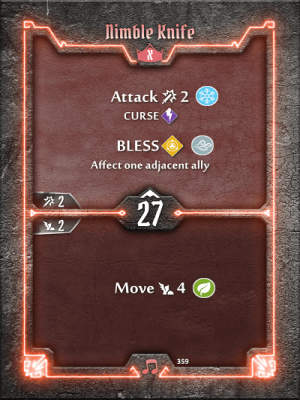 Nimble Knife
X
Attack 2
CURSE
BLESS
Affect one adjacent ally
2
27
2
Move 4
359